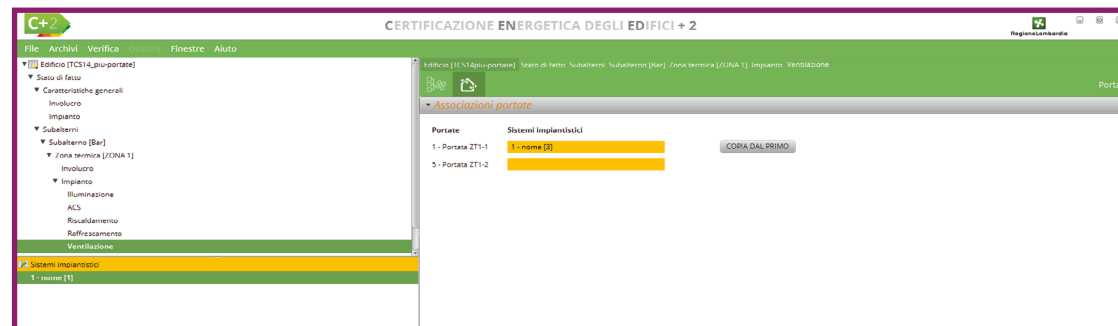 C+2
CERTIFICAZIONE ENERGETICA DEGLI EDIFICI + 2
RegioneLombardia
File Archivi Verifica Opzioni Finestre Aiuto
Edificio [TCS14_piu-portate]
Stato di fatto
Caratteristiche generali
Involucro
Impianto
Subalterni
Subalterno [Bar]
Zona termica [ZONA 1]
Involucro
Impianto
Illuminazione
ACS
Riscaldamento
Raffrescamento
Ventilazione
Sistemi impiantistici
1 - nome [1]
Edificio [TCS14piu-portate] Stato di fatto Subalterni Subalterno [Bar] Zona termica [ZONA 1] Impianto Ventilazione
Porta
Associazioni portate
Portate Sistemi impiantistici
1 - Portata ZT1-1 1 - nome [3] COPIA DAL PRIMO
5 - Portata ZT1-2